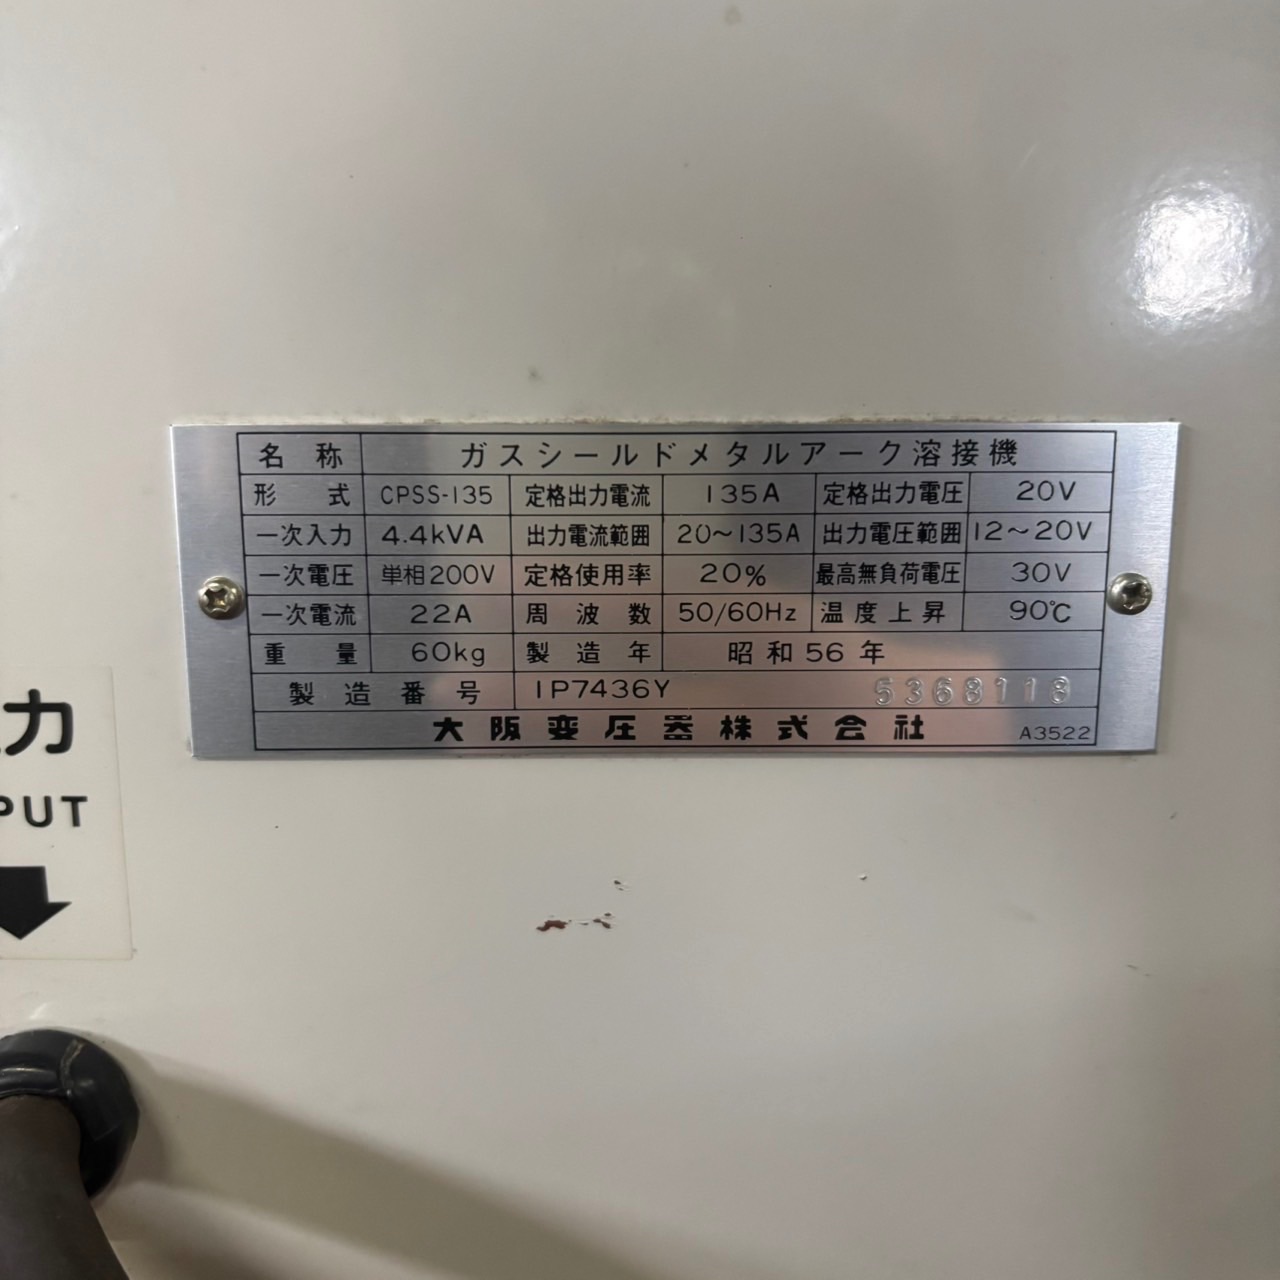 名称 ガスシールドメタルアーク溶接機
形式 CPSS-135 定格出力電流 135A 定格出力電圧 20V
一次入力 4.4kVA 出力電流範囲 20～135A 出力電圧範囲 12～20V
一次電圧 単相200V 定格使用率 20% 最高無負荷電圧 30V
一次電流 22A 周波数 50/60Hz 温度上昇 90℃
重量 60kg 製造年 昭和56年
製造番号 1P7436Y 5368118
大阪変圧器株式会社 A3522
力
PUT